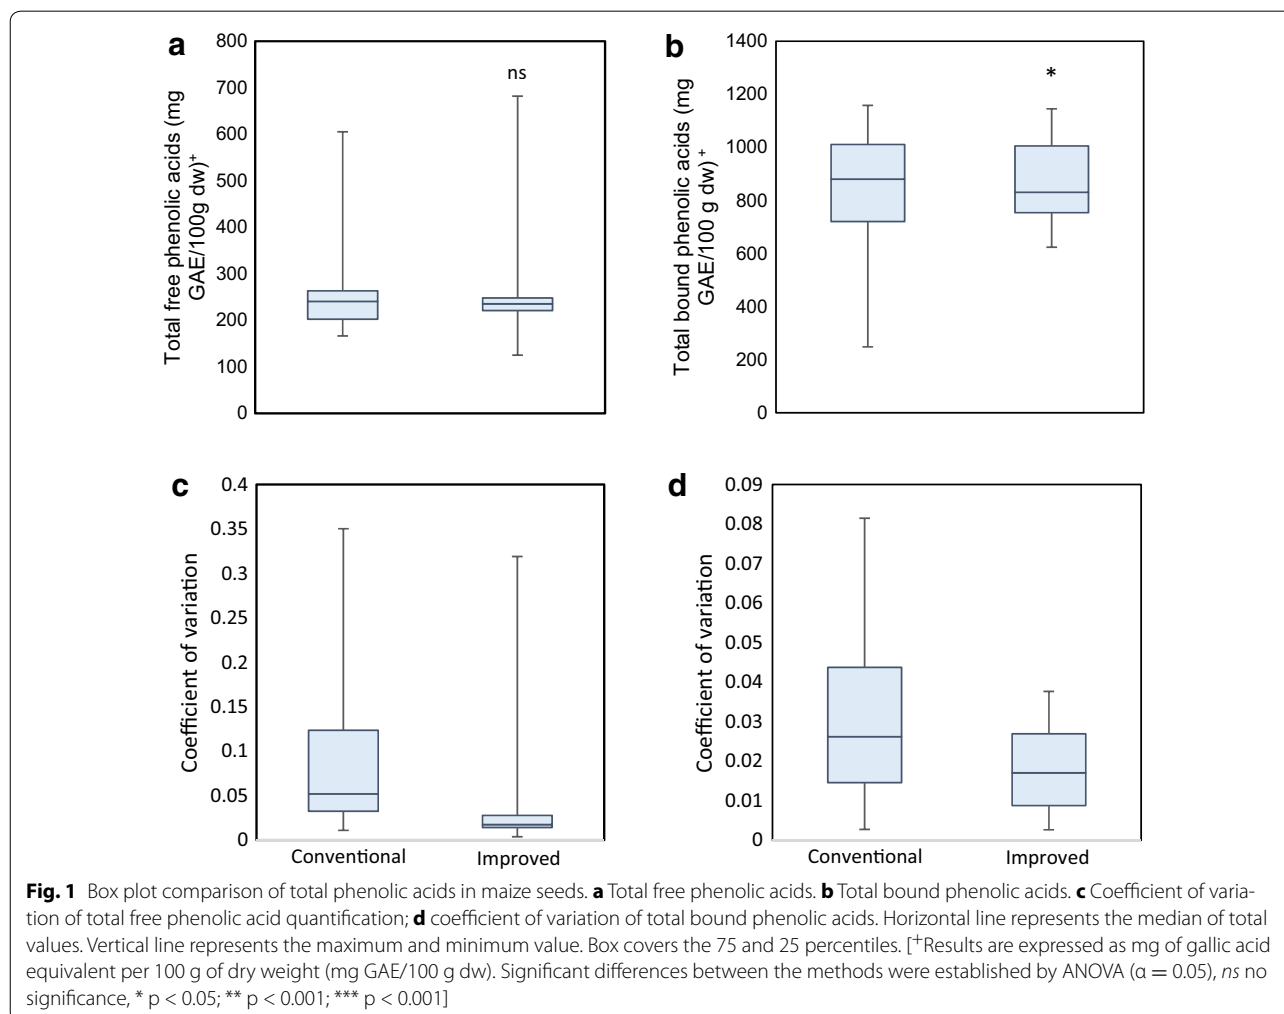 a
800
700
600
500
400
300
200
100
0
Total free phenolic acids (mg
GAE/100g dw)+
ns
b
1400
1200
1000
800
600
400
200
0
Total bound phenolic acids (mg
GAE/100 g dw) +
*
c
0.4
0.35
0.3
0.25
0.2
0.15
0.1
0.05
0
Coefficient of variation
Conventional
Improved
d
0.09
0.08
0.07
0.06
0.05
0.04
0.03
0.02
0.01
0
Coefficient of variation
Conventional
Improved
Fig. 1 Box plot comparison of total phenolic acids in maize seeds. a Total free phenolic acids. b Total bound phenolic acids. c Coefficient of varia-
tion of total free phenolic acid quantification; d coefficient of variation of total bound phenolic acids. Horizontal line represents the median of total
values. Vertical line represents the maximum and minimum value. Box covers the 75 and 25 percentiles. [+Results are expressed as mg of gallic acid
equivalent per 100 g of dry weight (mg GAE/100 g dw). Significant differences between the methods were established by ANOVA (α = 0.05), ns no
significance, * p < 0.05; ** p < 0.001; *** p < 0.001]